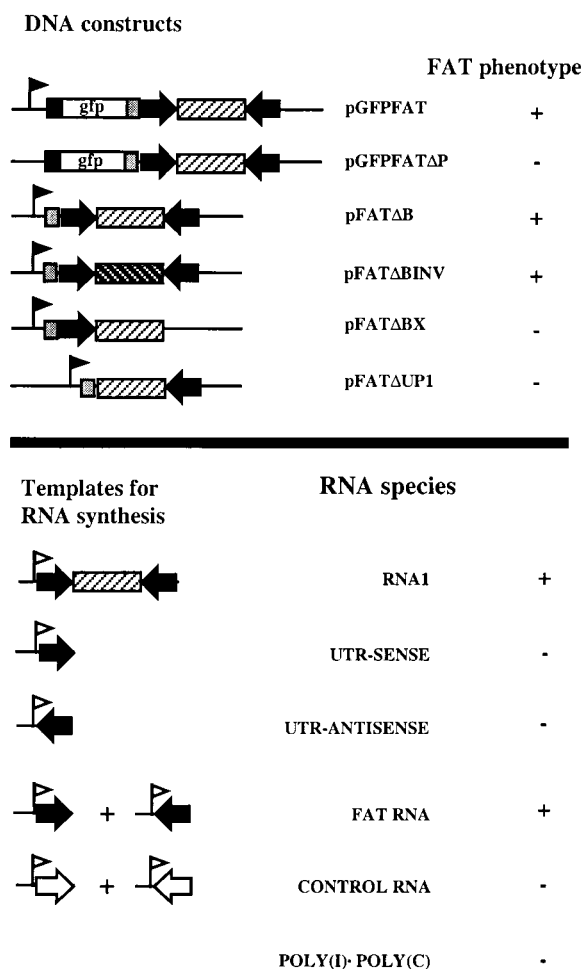 DNA constructs
FAT phenotype
gfp pGFPFAT +
gfp pGFPFATΔP -
pFATΔB +
pFATΔBINV +
pFATΔBX -
pFATΔUP1 -
Templates for RNA species
RNA synthesis
RNA1 +
UTR-SENSE -
UTR-ANTISENSE -
+ FAT RNA +
+ CONTROL RNA -
POLY(I)· POLY(C) -